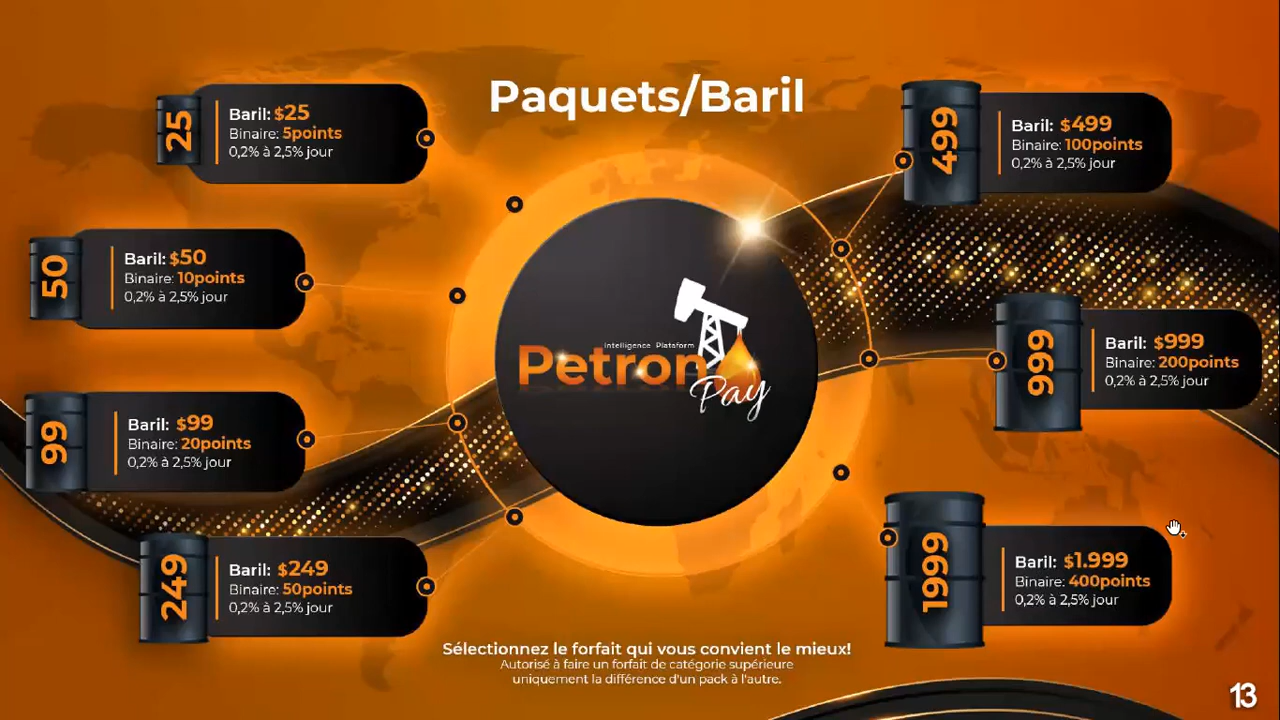 Paquets/Baril
25
Baril: $25
Binaire: 5points
0,2% à 2,5% jour
50
Baril: $50
Binaire: 10points
0,2% à 2,5% jour
99
Baril: $99
Binaire: 20points
0,2% à 2,5% jour
249
Baril: $249
Binaire: 50points
0,2% à 2,5% jour
Intelligence Plataform
Petron
Pay
499
Baril: $499
Binaire: 100points
0,2% à 2,5% jour
999
Baril: $999
Binaire: 200points
0,2% à 2,5% jour
1999
Baril: $1.999
Binaire: 400points
0,2% à 2,5% jour
Sélectionnez le forfait qui vous convient le mieux!
Autorisé à faire un forfait de catégorie supérieure
uniquement la différence d'un pack à l'autre.
13